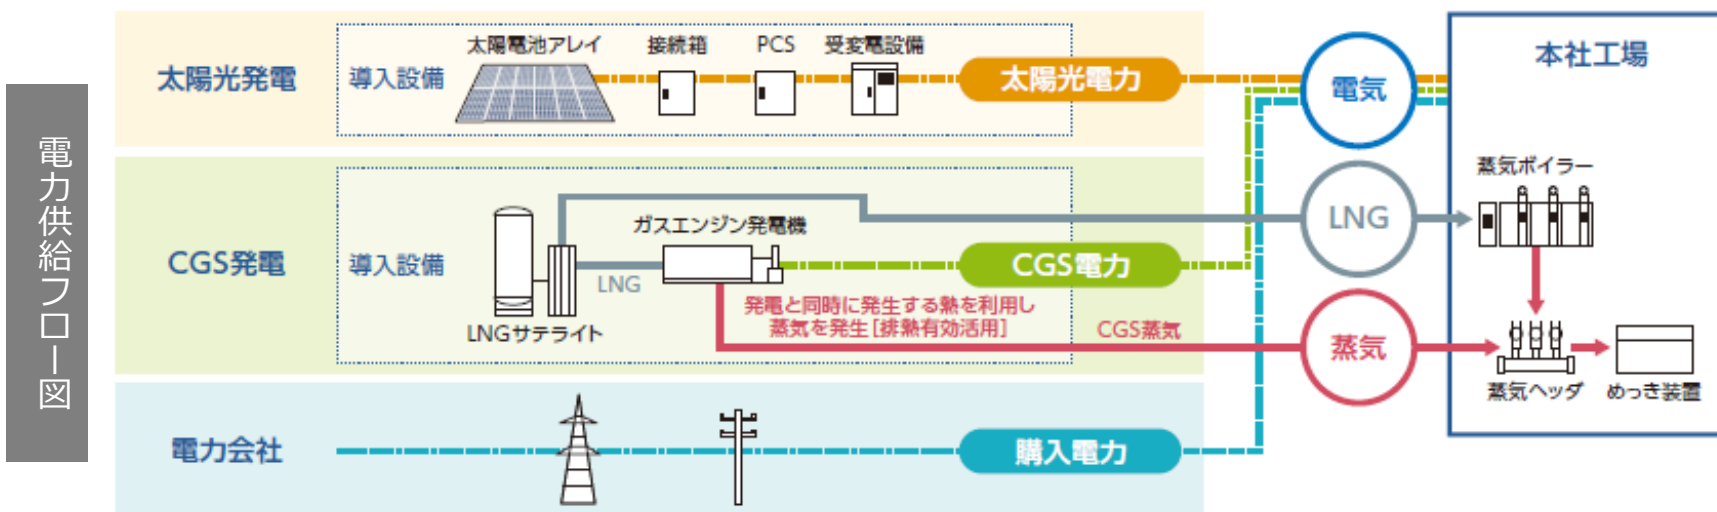 電力供給フロー図
太陽光発電
導入設備
太陽電池アレイ
接続箱
PCS
受変電設備
太陽光電力
CGS発電
導入設備
LNGサテライト
LNG
ガスエンジン発電機
CGS電力
発電と同時に発生する熱を利用し
蒸気を発生[排熱有効活用]
CGS蒸気
電力会社
購入電力
電気
LNG
蒸気
本社工場
蒸気ボイラー
蒸気ヘッダ
めっき装置